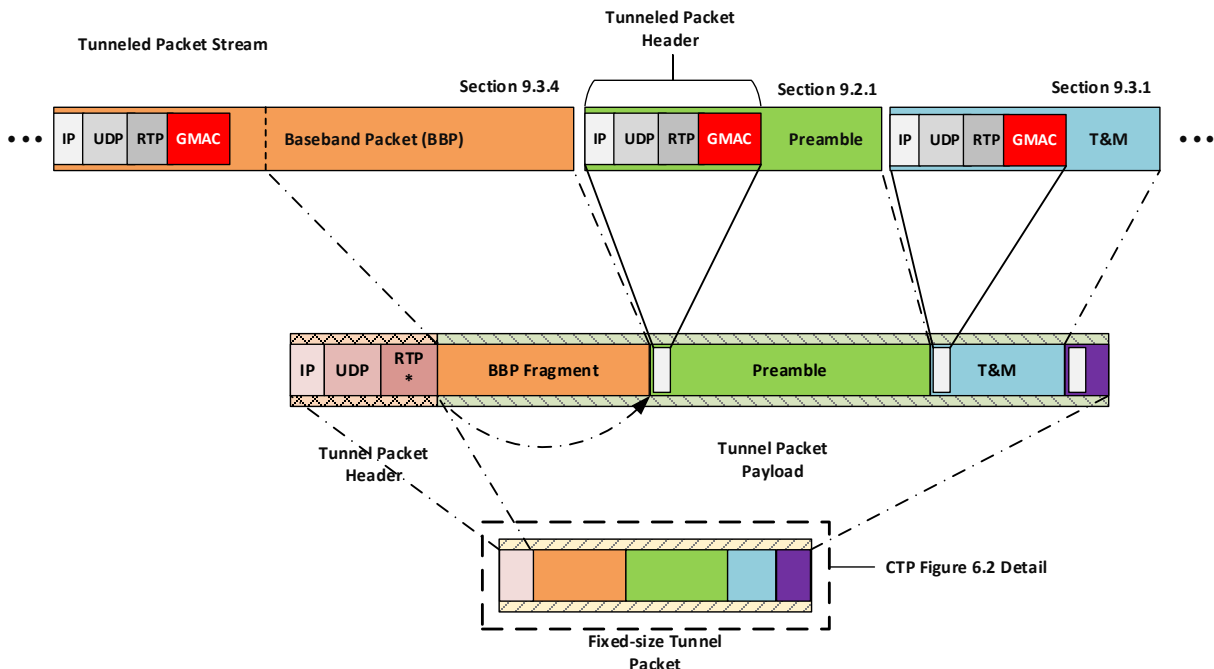 Tunneled Packet
Header
Tunneled Packet Stream
Section 9.3.4
Section 9.2.1
Section 9.3.1
••• IP UDP RTP GMAC Baseband Packet (BBP) IP UDP RTP GMAC Preamble IP UDP RTP GMAC T&M •••
IP UDP RTP
*
BBP Fragment
Preamble
T&M
Tunnel Packet
Header
Tunnel Packet
Payload
CTP Figure 6.2 Detail
Fixed-size Tunnel
Packet